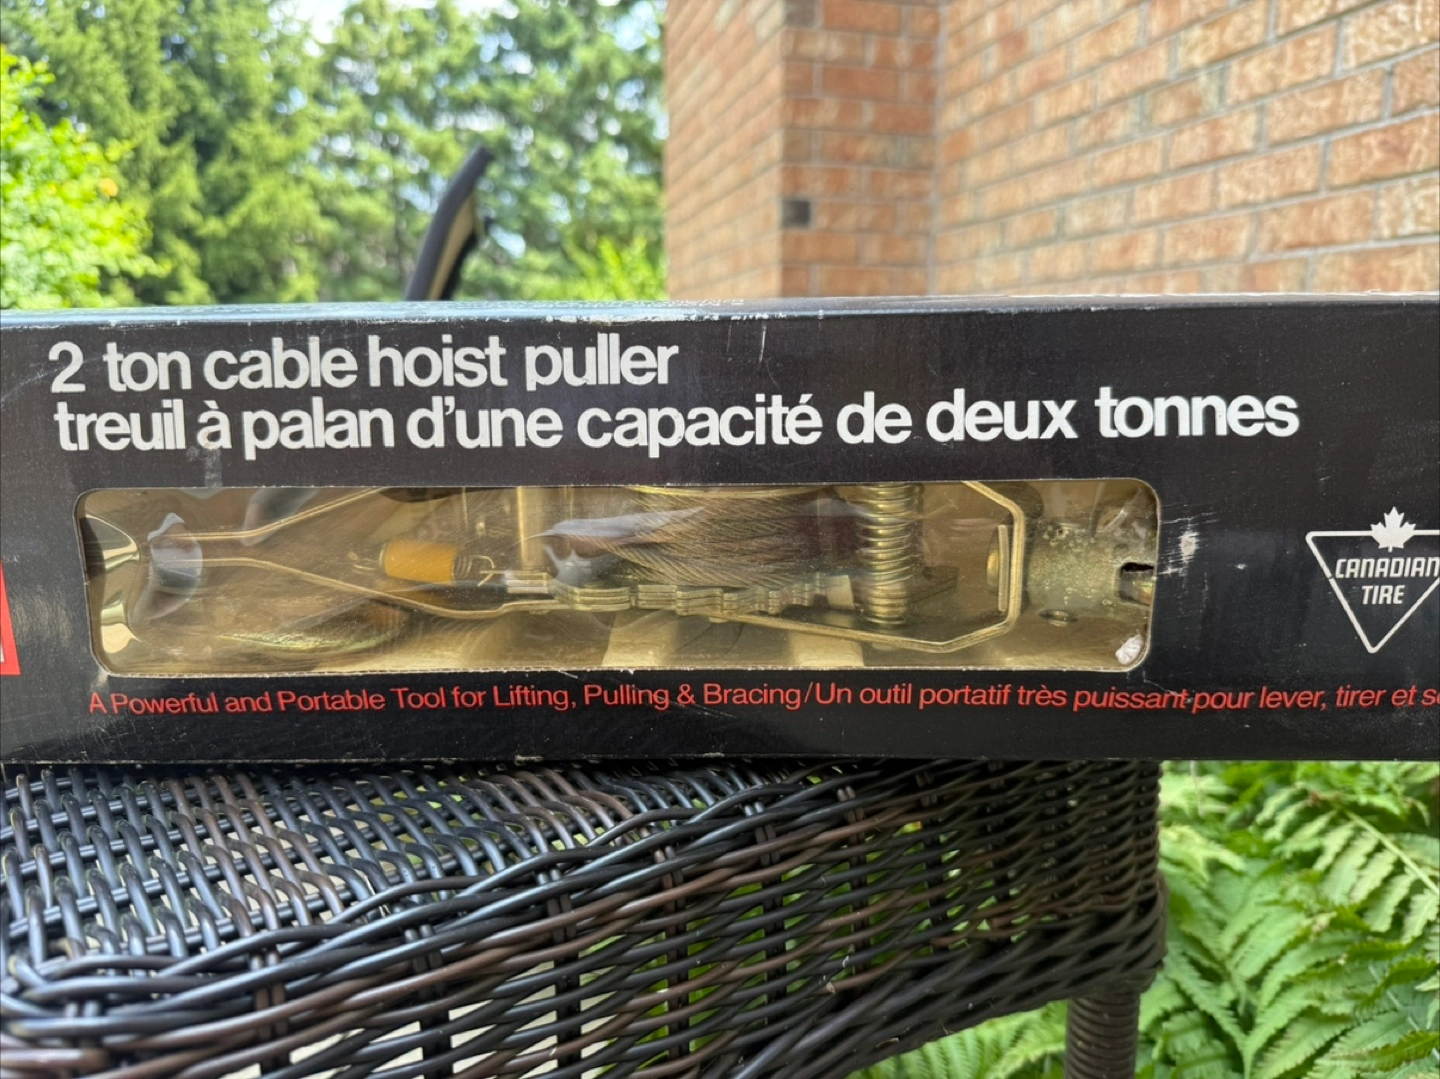 2 ton cable hoist puller
treuil à palan d'une capacité de deux tonnes
CANADIAN
TIRE
A Powerful and Portable Tool for Lifting, Pulling & Bracing/Un outil portatif très puissant pour lever, tirer et